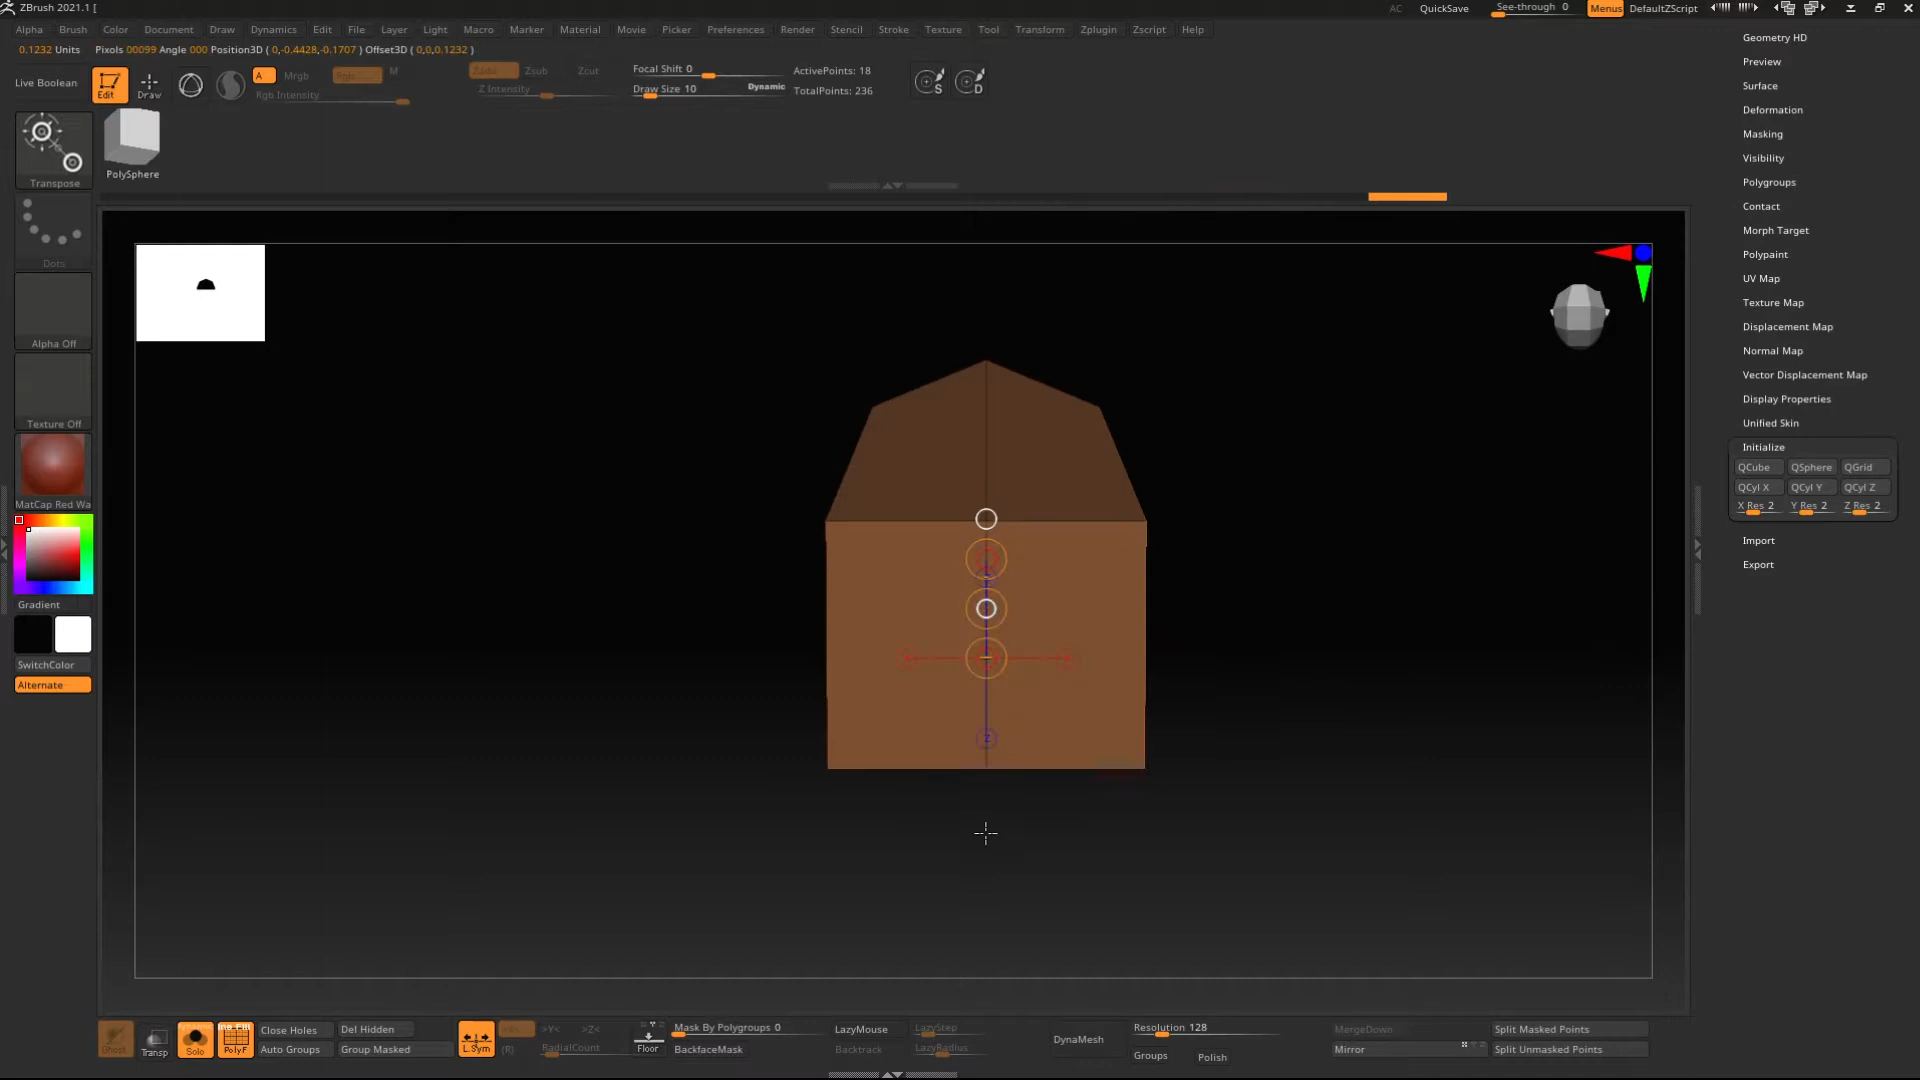 ZBrush 2021.1 [
AC QuickSave See-through 0 Menus DefaultZScript
Alpha Brush Color Document Draw Dynamics Edit File Layer Light Macro Marker Material Movie Picker Preferences Render Stencil Stroke Texture Tool Transform Zplugin Zscript Help
0.1232 Units Pixols 00099 Angle 000 Position3D ( 0,-0.4428,-0.1707 ) Offset3D ( 0,0,0.1232 )
Live Boolean
Edit
Draw
A Mrgb Rgb M
Rgb Intensity
Zadd Zsub Zcut
Z Intensity
Focal Shift 0
Draw Size 10 Dynamic
ActivePoints: 18
TotalPoints: 236
S
D
Transpose
PolySphere
Dots
Alpha Off
Texture Off
MatCap Red Wa
Gradient
SwitchColor
Alternate
Z
Geometry HD
Preview
Surface
Deformation
Masking
Visibility
Polygroups
Contact
Morph Target
Polypaint
UV Map
Texture Map
Displacement Map
Normal Map
Vector Displacement Map
Display Properties
Unified Skin
Initialize
QCube QSphere QGrid
QCyl X QCyl Y QCyl Z
X Res 2 Y Res 2 Z Res 2
Import
Export
Ghost
Transp
Solo
PolyF
Close Holes Del Hidden
Auto Groups Group Masked
L.Sym
>Y< >Z<
(R) RadialCount
Floor
Mask By Polygroups 0
BackfaceMask
LazyMouse LazyStep
Backtrack LazyRadius
DynaMesh
Resolution 128
Groups Polish
MergeDown
Mirror
Split Masked Points
Split Unmasked Points